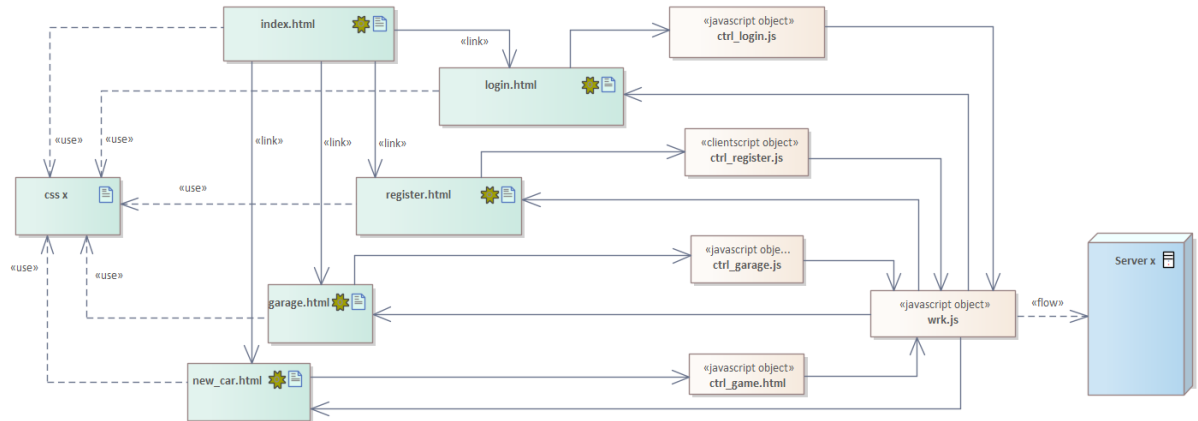 index.html
«javascript object»
ctrl_login.js
«link»
login.html
«use»
«use»
«link»
«link»
«clientscript object»
ctrl_register.js
css x
«use»
register.html
«use»
«use»
«javascript obje...
ctrl_garage.js
Server x
garage.html
«javascript object»
wrk.js
«flow»
new_car.html
«javascript object»
ctrl_game.html